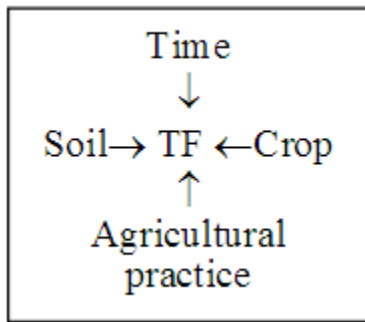 Time
↓
Soil→ TF ←Crop
↑
Agricultural
practice